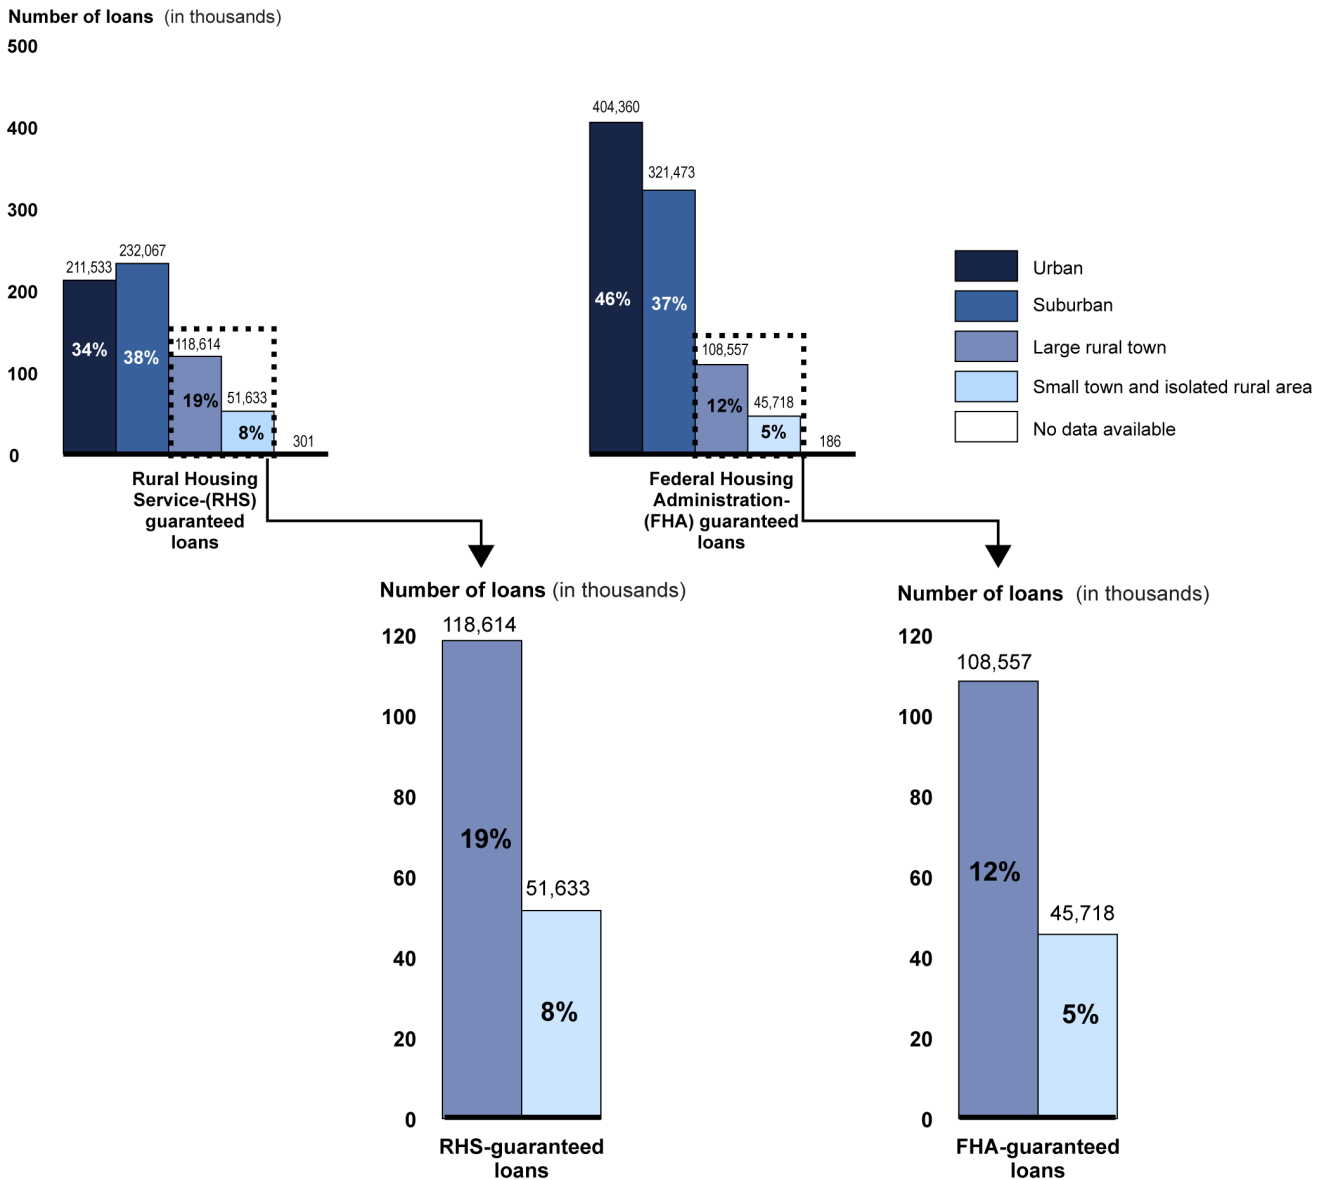 Number of loans (in thousands)
500
400
300
200
100
0
211,533
232,067
118,614
51,633
301
34%
38%
19%
8%
Rural Housing
Service-(RHS)
guaranteed
loans
404,360
321,473
108,557
45,718
186
46%
37%
12%
5%
Federal Housing
Administration-
(FHA) guaranteed
loans
Urban
Suburban
Large rural town
Small town and isolated rural area
No data available
Number of loans (in thousands)
120
100
80
60
40
20
0
118,614
51,633
19%
8%
RHS-guaranteed
loans
Number of loans (in thousands)
120
100
80
60
40
20
0
108,557
45,718
12%
5%
FHA-guaranteed
loans